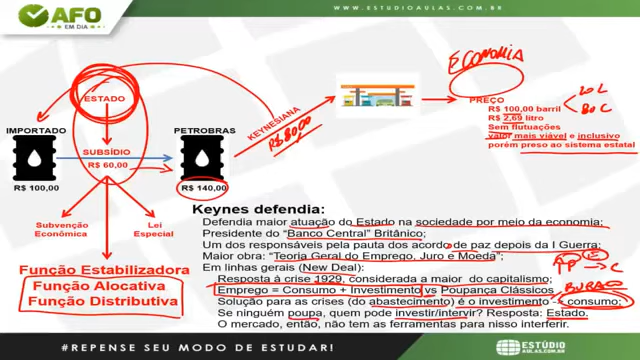 AFO
EM DIA
WWW.ESTUDIOAULAS.COM.BR
ECONOMIA
ESTADO
IMPORTADO
SUBSÍDIO
R$ 60,00
PETROBRAS
KEYNESIANA
R$80,00
R$ 100,00
R$ 140,00
PREÇO
R$ 100,00 barril
R$ 2,69 litro
Sem flutuações
valor mais viável e inclusivo
porém preso ao sistema estatal
20 L
80 C
Subvenção
Econômica
Lei
Especial
Função Estabilizadora
Função Alocativa
Função Distributiva
Keynes defendia:
Defendia maior atuação do Estado na sociedade por meio da economia;
Presidente do “Banco Central” Britânico;
Um dos responsáveis pela pauta dos acordo de paz depois da I Guerra;
Maior obra: “Teoria Geral do Emprego, Juro e Moeda”;
Em linhas gerais (New Deal):
Resposta à crise 1929, considerada a maior do capitalismo;
Emprego = Consumo + Investimento vs Poupança Clássicos
Solução para as crises (do abastecimento) é o investimento -> consumo;
Se ninguém poupa, quem pode investir/intervir? Resposta: Estado.
O mercado, então, não tem as ferramentas para nisso interferir.
P
C
BURACO
#REPENSE SEU MODO DE ESTUDAR!
ESTÚDIO
AULAS.COM.BR